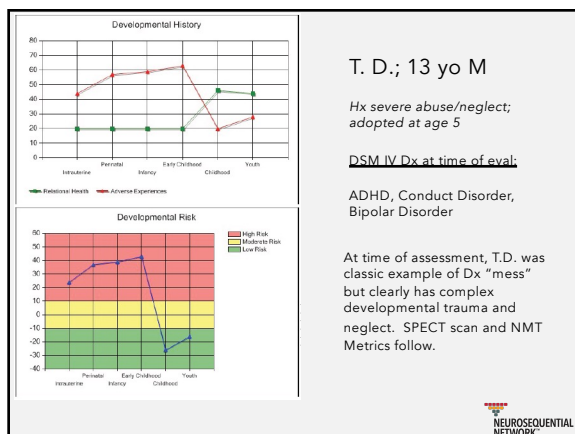 Developmental History
80
70
60
50
40
30
20
10
0
Perinatal Early Childhood Youth
Intrauterine Infancy Childhood
Relational Health Adverse Experiences
Developmental Risk
High Risk
Moderate Risk
Low Risk
60
50
40
30
20
10
0
-10
-20
-30
-40
Perinatal Early Childhood Youth
Intrauterine Infancy Childhood
T. D.; 13 yo M
Hx severe abuse/neglect;
adopted at age 5
DSM IV Dx at time of eval:
ADHD, Conduct Disorder,
Bipolar Disorder
At time of assessment, T.D. was
classic example of Dx “mess”
but clearly has complex
developmental trauma and
neglect. SPECT scan and NMT
Metrics follow.
NEUROSEQUENTIAL
NETWORK™